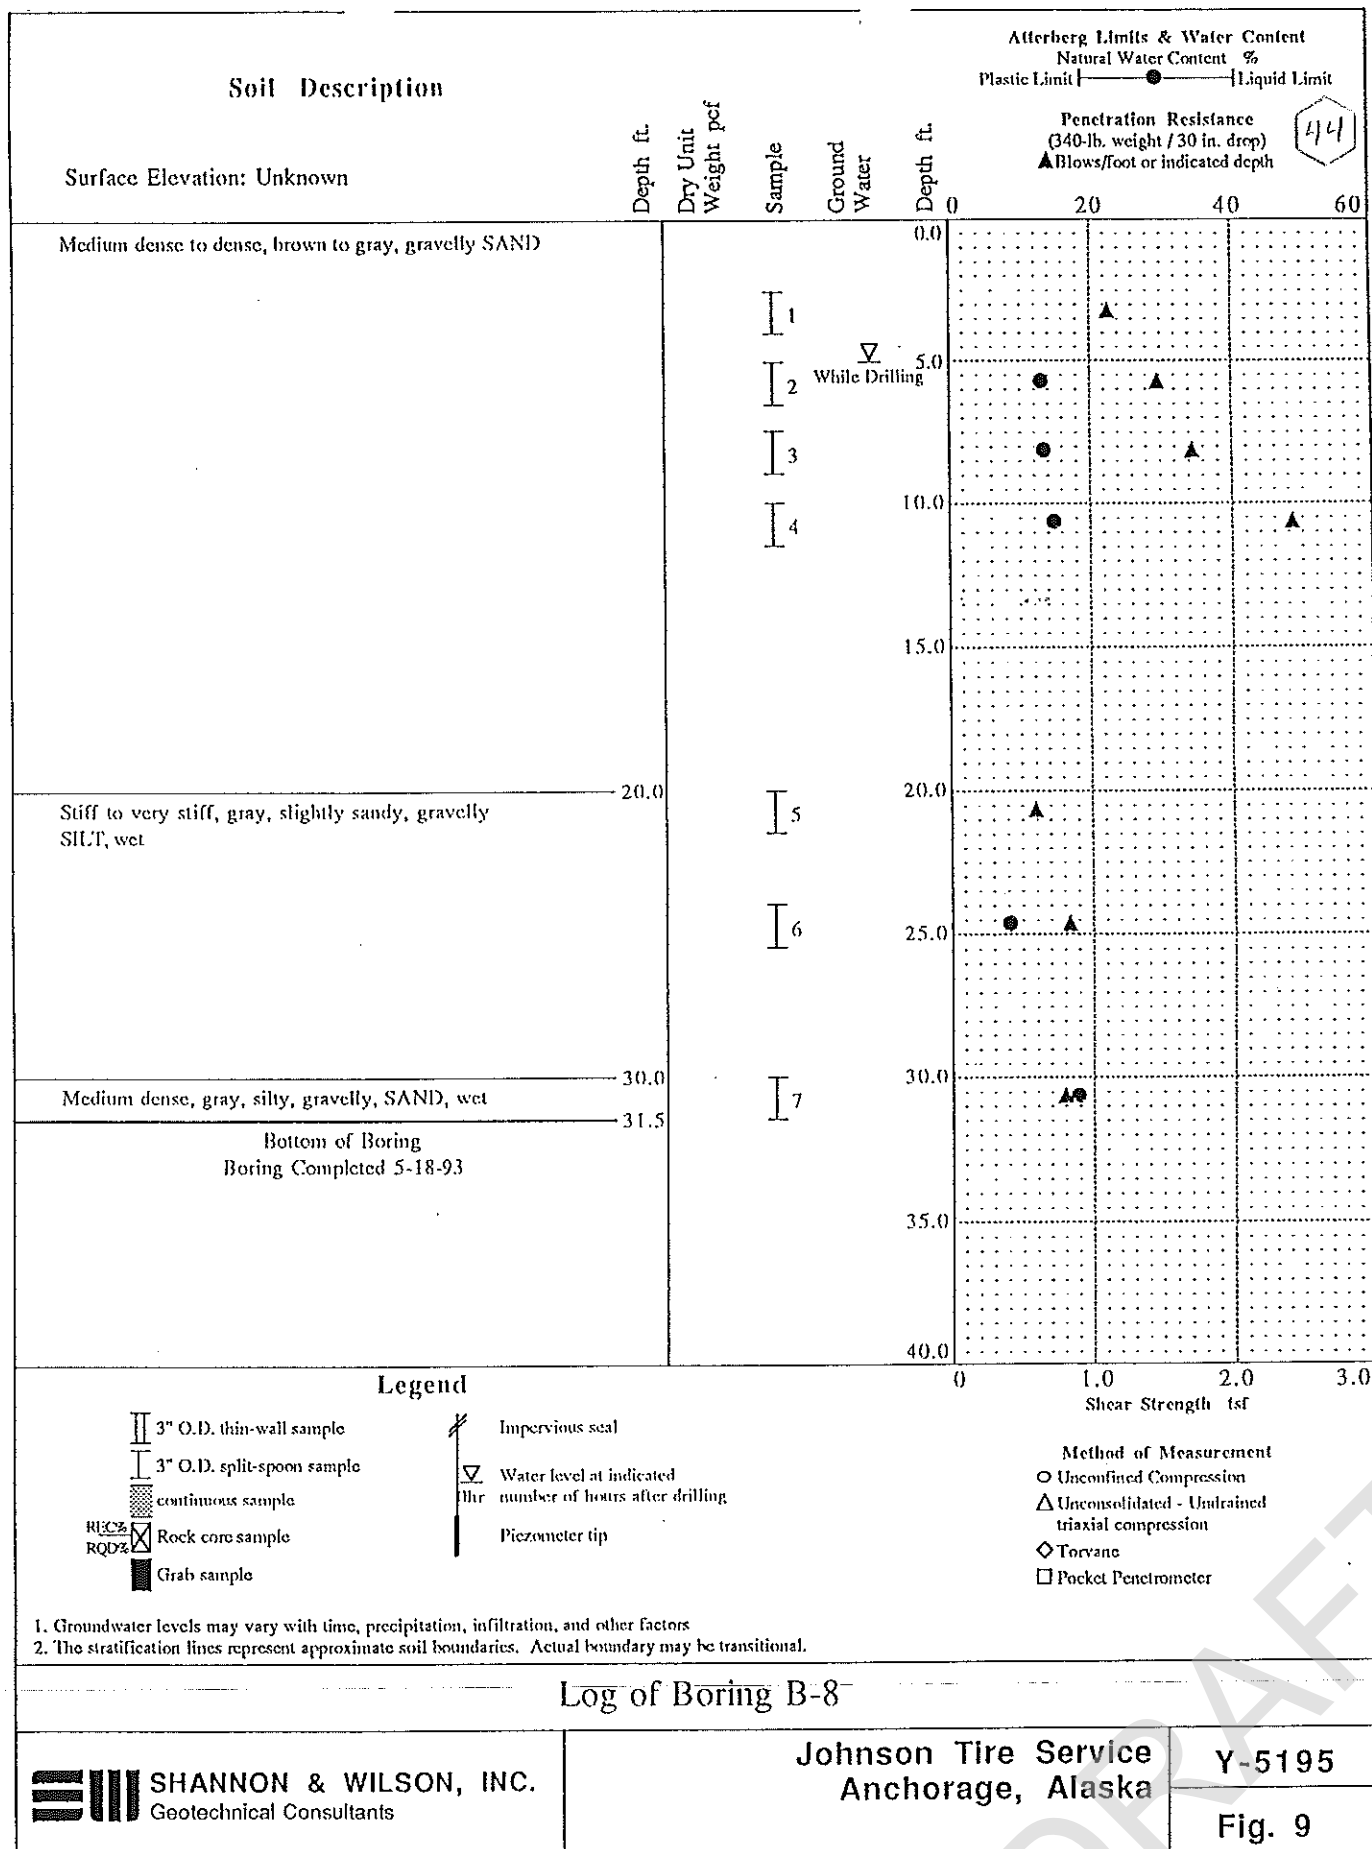 Soil Description
Surface Elevation: Unknown
Depth ft.
Dry Unit
Weight pcf
Sample
Ground
Water
Depth ft.
Atterberg Limits & Water Content
Natural Water Content %
Plastic Limit
Liquid Limit
Penetration Resistance
(340-lb. weight / 30 in. drop)
Blows/foot or indicated depth
44
0 20 40 60
Medium dense to dense, brown to gray, gravelly SAND
0.0
1
While Drilling
5.0
2
3
10.0
4
15.0
20.0
20.0
Stiff to very stiff, gray, slightly sandy, gravelly
SILT, wet
5
6
25.0
30.0
30.0
Medium dense, gray, silty, gravelly, SAND, wet
7
31.5
Bottom of Boring
Boring Completed 5-18-93
35.0
40.0
0 1.0 2.0 3.0
Shear Strength tsf
Legend
3" O.D. thin-wall sample
3" O.D. split-spoon sample
continuous sample
REC%
RQD%
Rock core sample
Grab sample
Impervious seal
1hr
Water level at indicated
number of hours after drilling
Piezometer tip
Method of Measurement
Unconfined Compression
Unconsolidated - Undrained
triaxial compression
Torvane
Pocket Penetrometer
1. Groundwater levels may vary with time, precipitation, infiltration, and other factors
2. The stratification lines represent approximate soil boundaries. Actual boundary may be transitional.
Log of Boring B-8
SHANNON & WILSON, INC.
Geotechnical Consultants
Johnson Tire Service
Anchorage, Alaska
Y-5195
Fig. 9
DRAFT